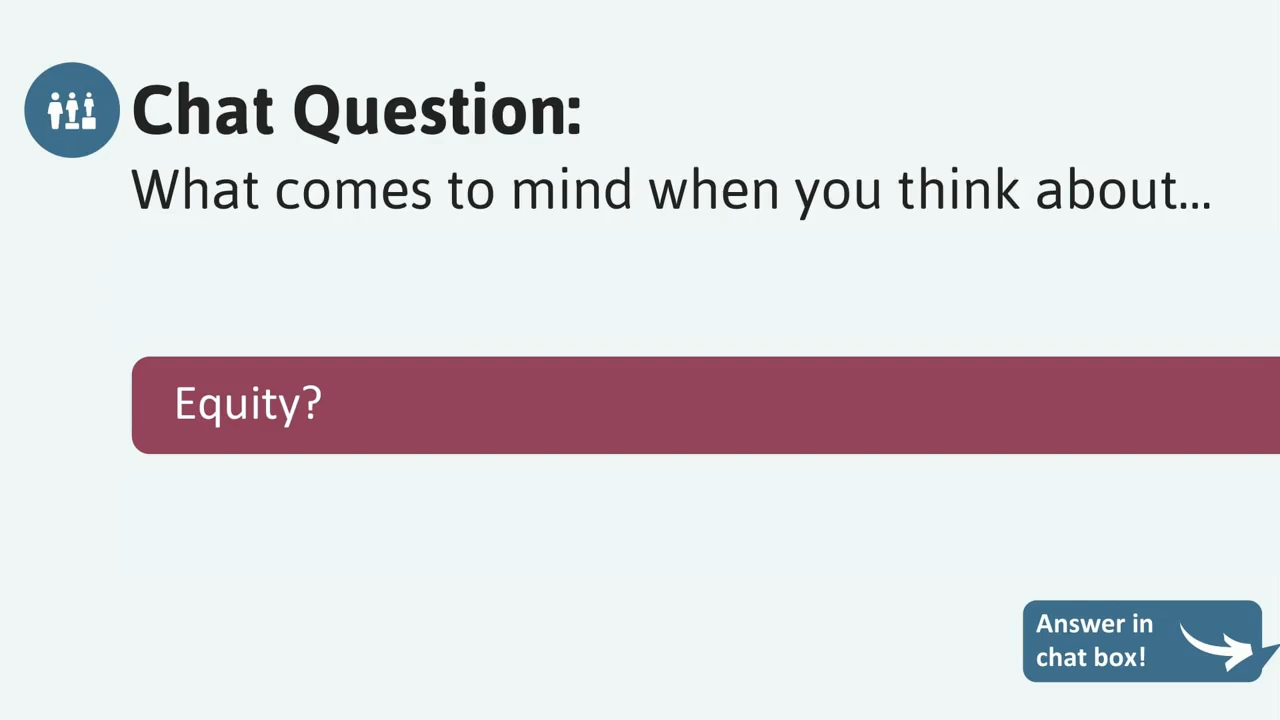 Chat Question:
What comes to mind when you think about...
Equity?
Answer in
chat box!